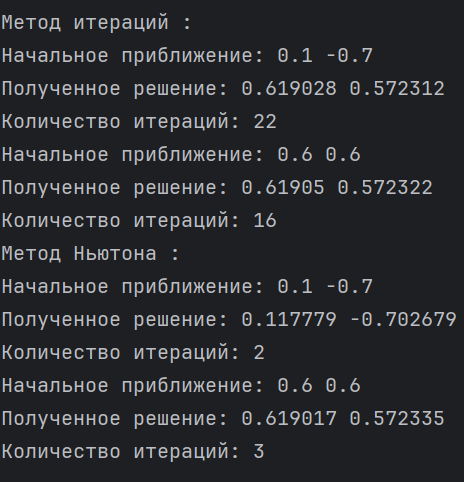 Метод итераций :
Начальное приближение: 0.1 -0.7
Полученное решение: 0.619028 0.572312
Количество итераций: 22
Начальное приближение: 0.6 0.6
Полученное решение: 0.61905 0.572322
Количество итераций: 16
Метод Ньютона :
Начальное приближение: 0.1 -0.7
Полученное решение: 0.117779 -0.702679
Количество итераций: 2
Начальное приближение: 0.6 0.6
Полученное решение: 0.619017 0.572335
Количество итераций: 3